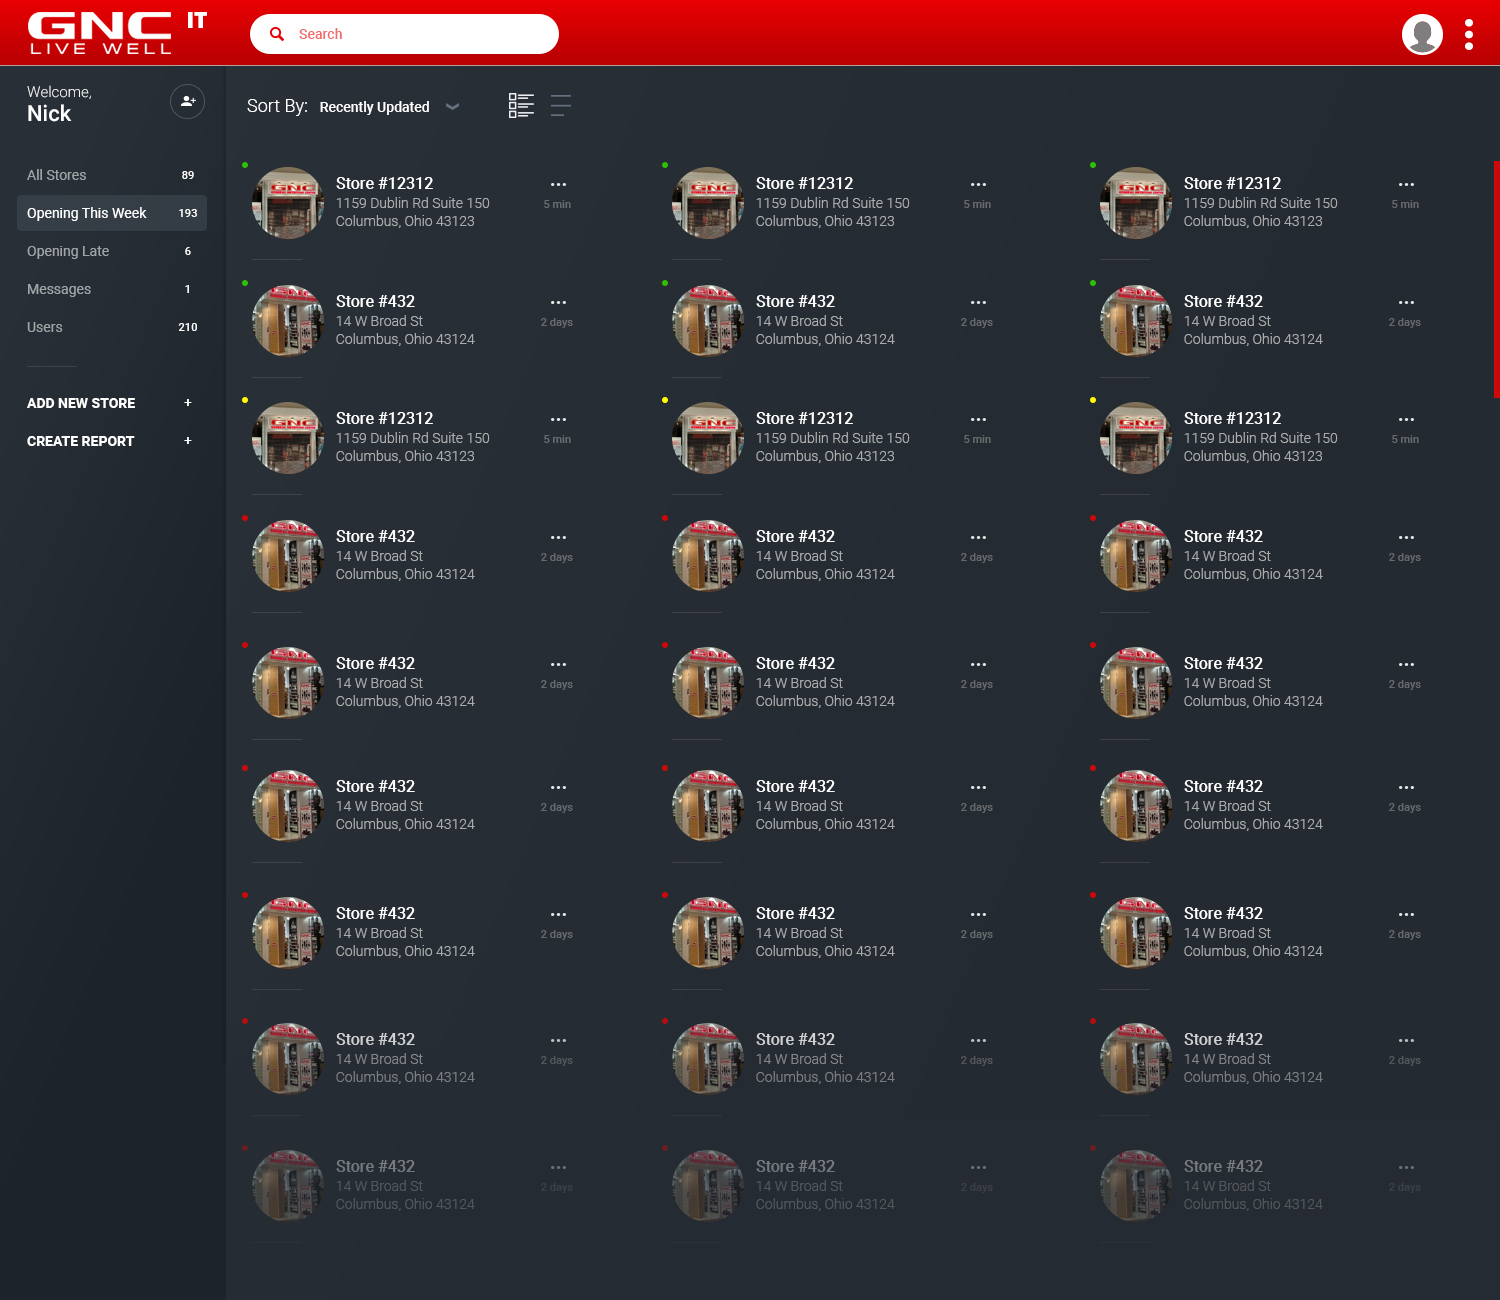 GNC IT
LIVE WELL
Search
Welcome,
Nick
All Stores 89
Opening This Week 193
Opening Late 6
Messages 1
Users 210
ADD NEW STORE +
CREATE REPORT +
Sort By: Recently Updated
Store #12312 Store #12312 Store #12312
1159 Dublin Rd Suite 150 5 min 1159 Dublin Rd Suite 150 5 min 1159 Dublin Rd Suite 150 5 min
Columbus, Ohio 43123 Columbus, Ohio 43123 Columbus, Ohio 43123
Store #432 Store #432 Store #432
14 W Broad St 2 days 14 W Broad St 2 days 14 W Broad St 2 days
Columbus, Ohio 43124 Columbus, Ohio 43124 Columbus, Ohio 43124
Store #12312 Store #12312 Store #12312
1159 Dublin Rd Suite 150 5 min 1159 Dublin Rd Suite 150 5 min 1159 Dublin Rd Suite 150 5 min
Columbus, Ohio 43123 Columbus, Ohio 43123 Columbus, Ohio 43123
Store #432 Store #432 Store #432
14 W Broad St 2 days 14 W Broad St 2 days 14 W Broad St 2 days
Columbus, Ohio 43124 Columbus, Ohio 43124 Columbus, Ohio 43124
Store #432 Store #432 Store #432
14 W Broad St 2 days 14 W Broad St 2 days 14 W Broad St 2 days
Columbus, Ohio 43124 Columbus, Ohio 43124 Columbus, Ohio 43124
Store #432 Store #432 Store #432
14 W Broad St 2 days 14 W Broad St 2 days 14 W Broad St 2 days
Columbus, Ohio 43124 Columbus, Ohio 43124 Columbus, Ohio 43124
Store #432 Store #432 Store #432
14 W Broad St 2 days 14 W Broad St 2 days 14 W Broad St 2 days
Columbus, Ohio 43124 Columbus, Ohio 43124 Columbus, Ohio 43124
Store #432 Store #432 Store #432
14 W Broad St 2 days 14 W Broad St 2 days 14 W Broad St 2 days
Columbus, Ohio 43124 Columbus, Ohio 43124 Columbus, Ohio 43124
Store #432 Store #432 Store #432
14 W Broad St 2 days 14 W Broad St 2 days 14 W Broad St 2 days
Columbus, Ohio 43124 Columbus, Ohio 43124 Columbus, Ohio 43124